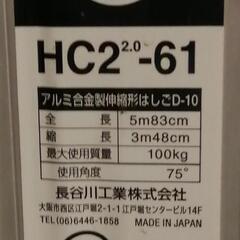 HC2 2.0-61
アルミ合金製伸縮形はしごD-10
全長 5m83cm
縮長 3m48cm
最大使用質量 100kg
使用角度 75°
長谷川工業株式会社
大阪市西区江戸堀2-1-1江戸堀センタービル14F
TEL (06)6446-1858 MADE IN JAPAN